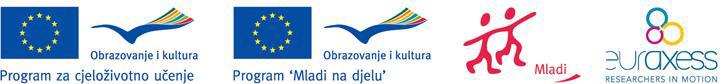 Obrazovanje i kultura
Program za cjeloživotno učenje
Obrazovanje i kultura
Program ‘Mladi na djelu’
Mladi
euraxess
RESEARCHERS IN MOTION